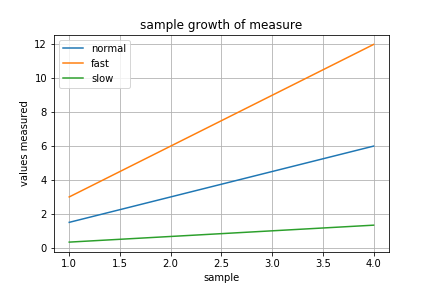 sample growth of measure
normal
fast
slow
values measured
12
10
8
6
4
2
0
1.0 1.5 2.0 2.5 3.0 3.5 4.0
sample